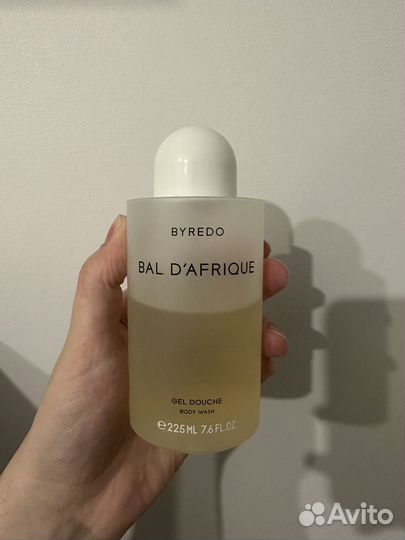 BYREDO
BAL D'AFRIQUE
GEL DOUCHE
BODY WASH
℮225 ML 7.6 FL.OZ.
Avito